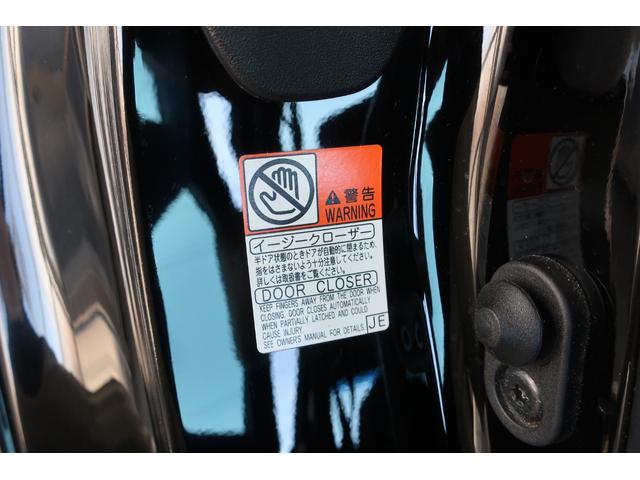 警告
WARNING
イージークローザー
半ドア状態のときドアが自動的に閉まるため、
指をはさまないよう十分注意してください。
詳しくは取扱書をご覧ください。
DOOR CLOSER
KEEP FINGERS AWAY FROM THE DOOR WHEN
CLOSING. DOOR CLOSES AUTOMATICALLY
WHEN PARTIALLY LATCHED AND COULD
CAUSE INJURY.
SEE OWNER'S MANUAL FOR DETAILS.
JE